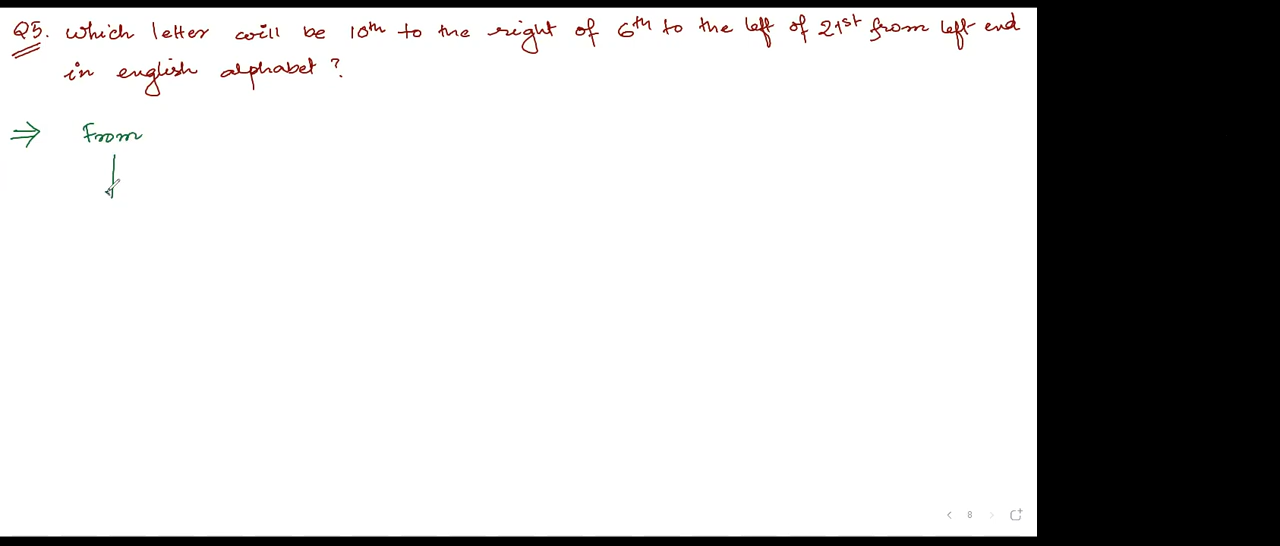 Q5. Which letter will be 10th to the right of 6th to the left of 21st from left end
in english alphabet ?
⇒ From
8